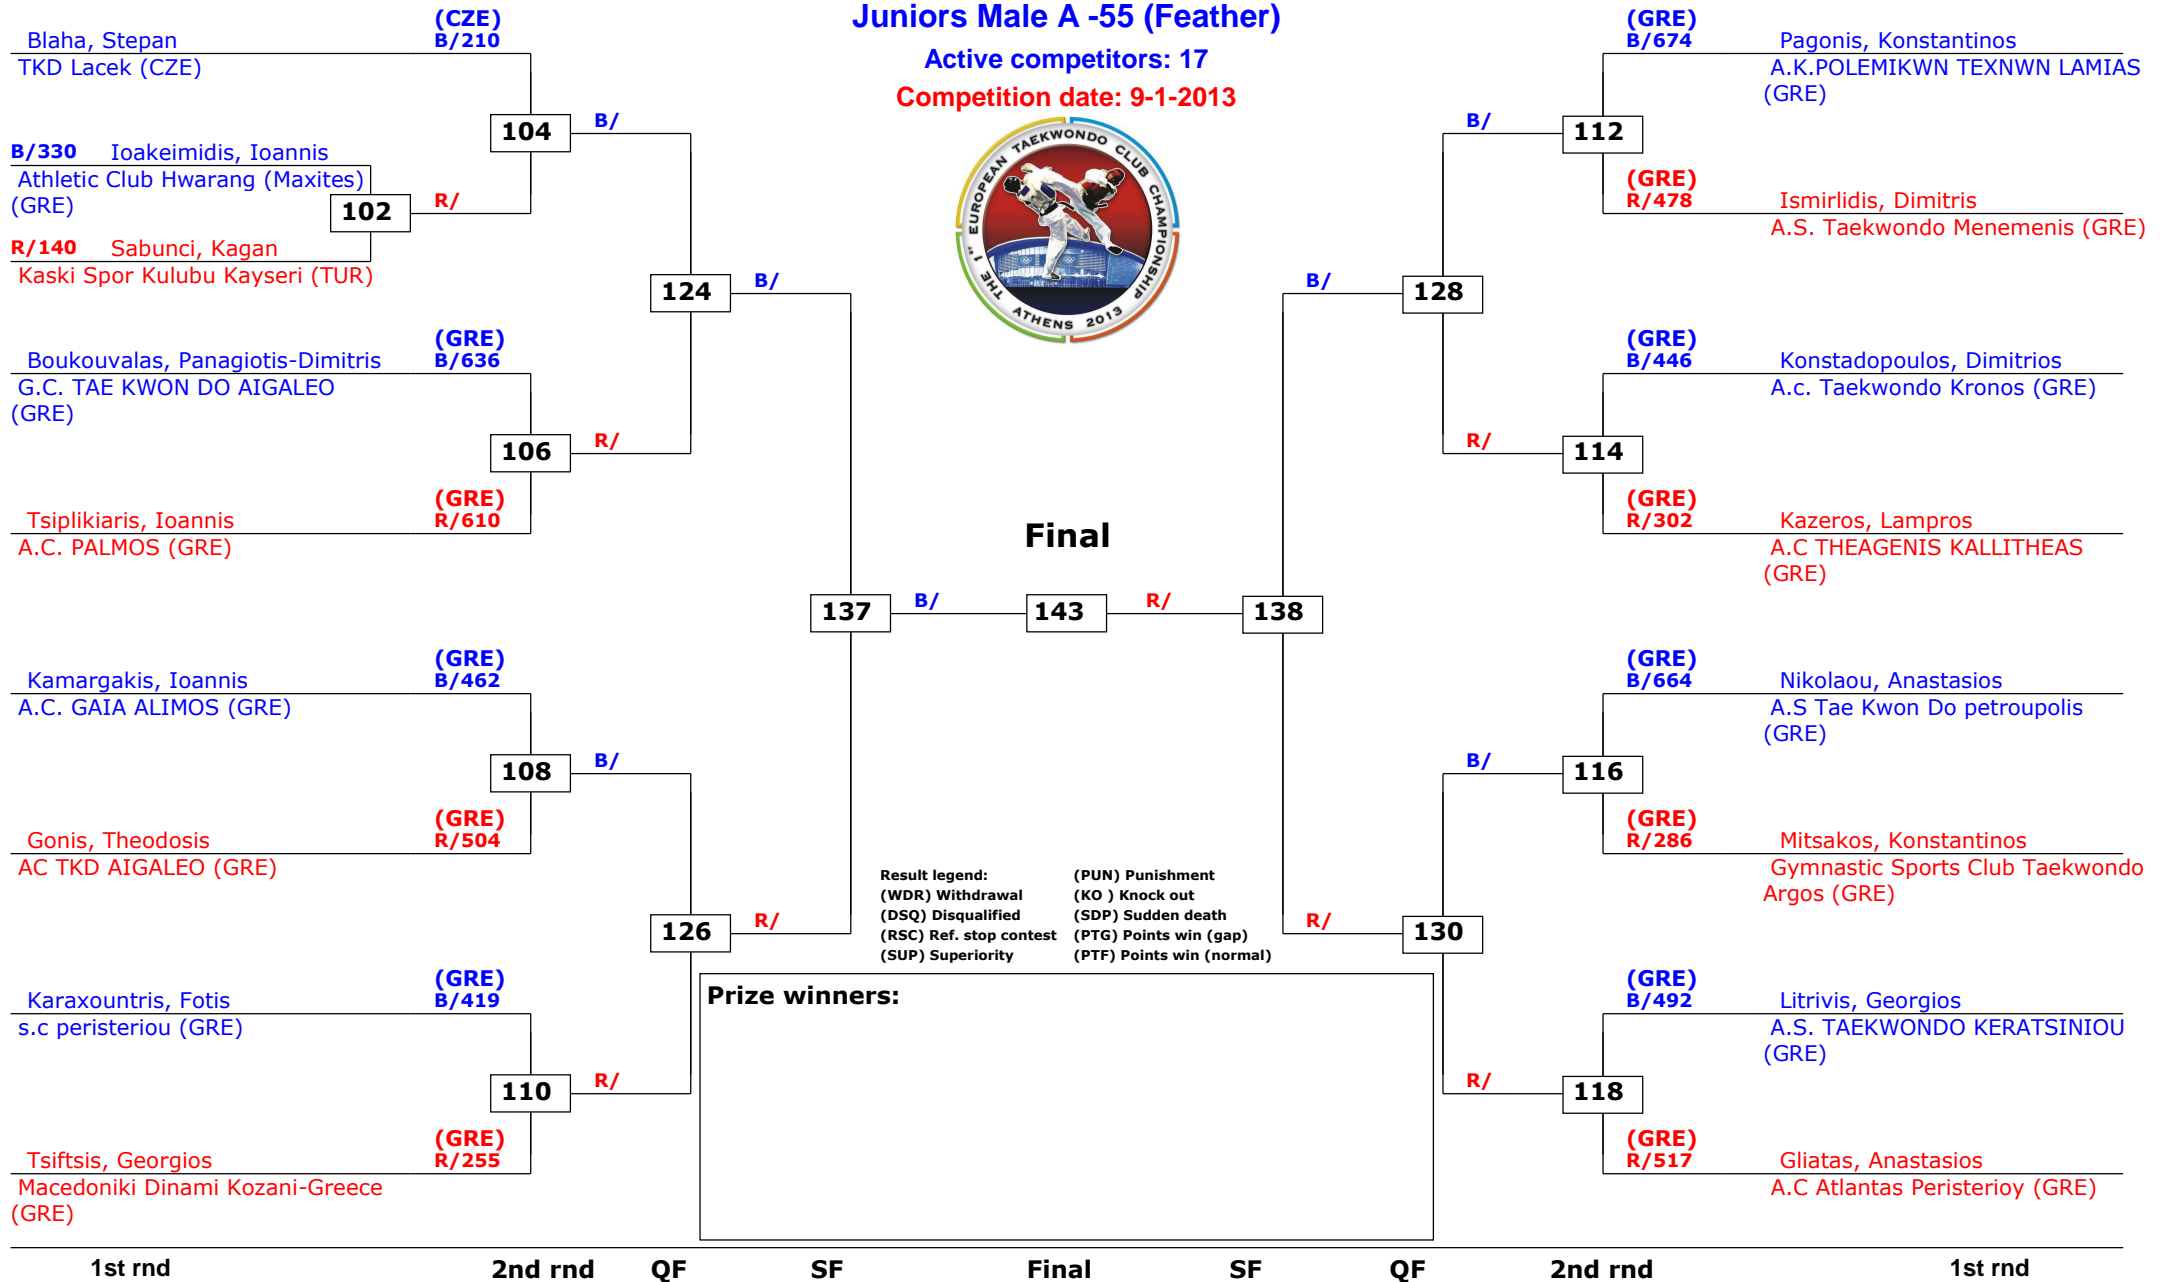 Juniors Male A -55 (Feather)
Active competitors: 17
Competition date: 9-1-2013
THE 1st EUROPEAN TAEKWONDO CLUB CHAMPIONSHIP
ATHENS 2013
(CZE)
Blaha, Stepan B/210
TKD Lacek (CZE)
104
B/
B/330 Ioakeimidis, Ioannis
Athletic Club Hwarang (Maxites)
(GRE)
102
R/
R/140 Sabunci, Kagan
Kaski Spor Kulubu Kayseri (TUR)
124
B/
(GRE)
Boukouvalas, Panagiotis-Dimitris B/636
G.C. TAE KWON DO AIGALEO
(GRE)
106
R/
(GRE)
Tsiplikiaris, Ioannis R/610
A.C. PALMOS (GRE)
137
B/
(GRE)
Kamargakis, Ioannis B/462
A.C. GAIA ALIMOS (GRE)
108
B/
(GRE)
Gonis, Theodosis R/504
AC TKD AIGALEO (GRE)
126
R/
(GRE)
Karaxountris, Fotis B/419
s.c peristeriou (GRE)
110
R/
(GRE)
Tsiftsis, Georgios R/255
Macedoniki Dinami Kozani-Greece
(GRE)
Final
143
R/
138
(GRE)
B/674 Pagonis, Konstantinos
A.K.POLEMIKWN TEXNWN LAMIAS
(GRE)
B/
112
(GRE)
R/478 Ismirlidis, Dimitris
A.S. Taekwondo Menemenis (GRE)
B/
128
(GRE)
B/446 Konstadopoulos, Dimitrios
A.c. Taekwondo Kronos (GRE)
R/
114
(GRE)
R/302 Kazeros, Lampros
A.C THEAGENIS KALLITHEAS
(GRE)
(GRE)
B/664 Nikolaou, Anastasios
A.S Tae Kwon Do petroupolis
(GRE)
B/
116
(GRE)
R/286 Mitsakos, Konstantinos
Gymnastic Sports Club Taekwondo
Argos (GRE)
R/
130
(GRE)
B/492 Litrivis, Georgios
A.S. TAEKWONDO KERATSINIOU
(GRE)
R/
118
(GRE)
R/517 Gliatas, Anastasios
A.C Atlantas Peristerioy (GRE)
Result legend: (PUN) Punishment
(WDR) Withdrawal (KO ) Knock out
(DSQ) Disqualified (SDP) Sudden death
(RSC) Ref. stop contest (PTG) Points win (gap)
(SUP) Superiority (PTF) Points win (normal)
Prize winners:
1st rnd 2nd rnd QF SF Final SF QF 2nd rnd 1st rnd